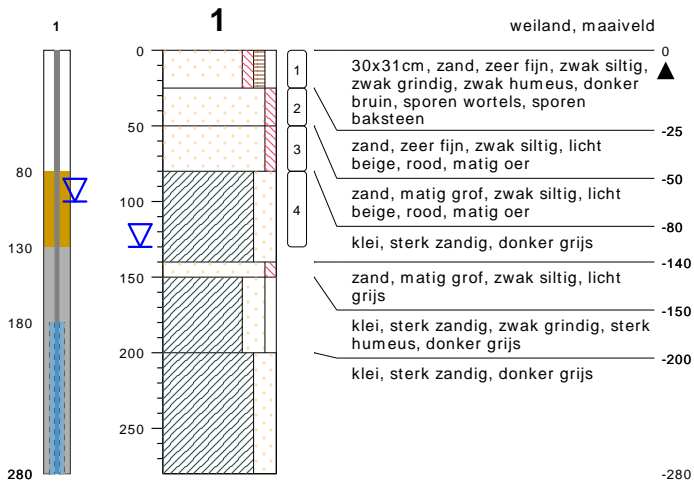 1
1
weiland, maaiveld
80
130
180
280
0
50
100
150
200
250
1
2
3
4
0
30x31cm, zand, zeer fijn, zwak siltig,
zwak grindig, zwak humeus, donker
bruin, sporen wortels, sporen
baksteen
-25
zand, zeer fijn, zwak siltig, licht
beige, rood, matig oer
-50
zand, matig grof, zwak siltig, licht
beige, rood, matig oer
-80
klei, sterk zandig, donker grijs
-140
zand, matig grof, zwak siltig, licht
grijs
-150
klei, sterk zandig, zwak grindig, sterk
humeus, donker grijs
-200
klei, sterk zandig, donker grijs
-280